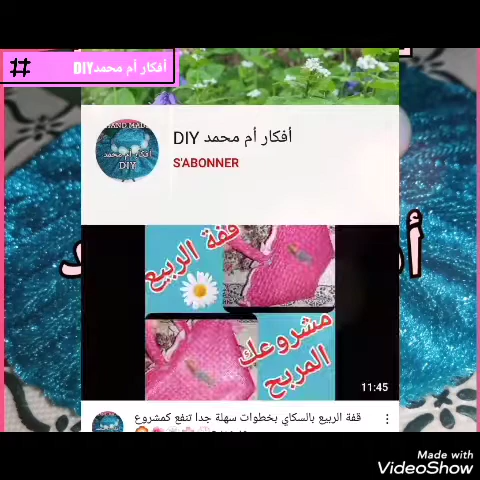 # أفكار أم محمدDIY
HAND MADE
أفكار أم محمد
DIY
أفكار أم محمد DIY
S'ABONNER
قفة الربيع
مشروعك
المربح
11:45
قفة الربيع بالسكاي بخطوات سهلة جدا تنفع كمشروع
Made with
VideoShow